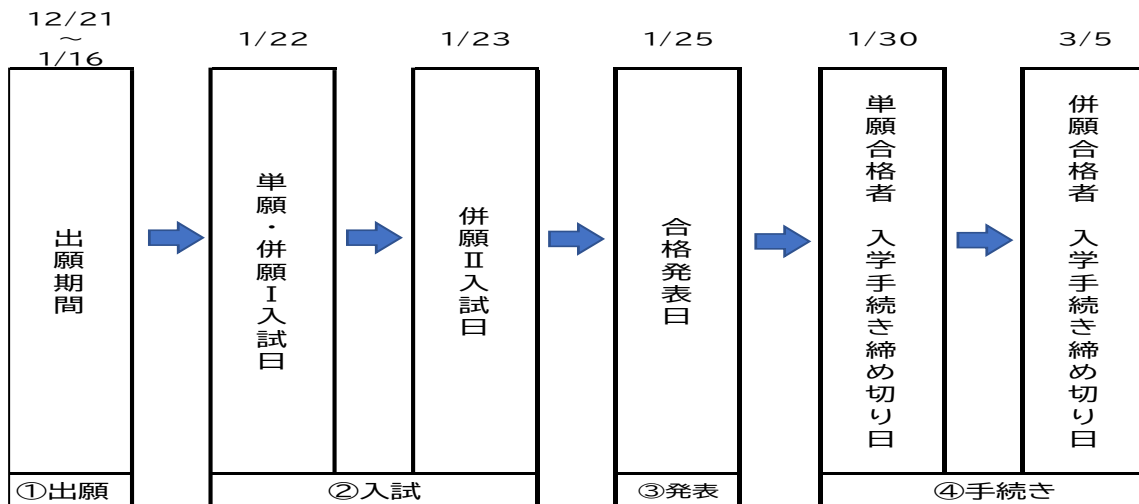 12/21
～
1/16
1/22
1/23
1/25
1/30
3/5
出願期間
単願・併願Ⅰ入試日
併願Ⅱ入試日
合格発表日
単願合格者　入学手続き締め切り日
併願合格者　入学手続き締め切り日
①出願
②入試
③発表
④手続き